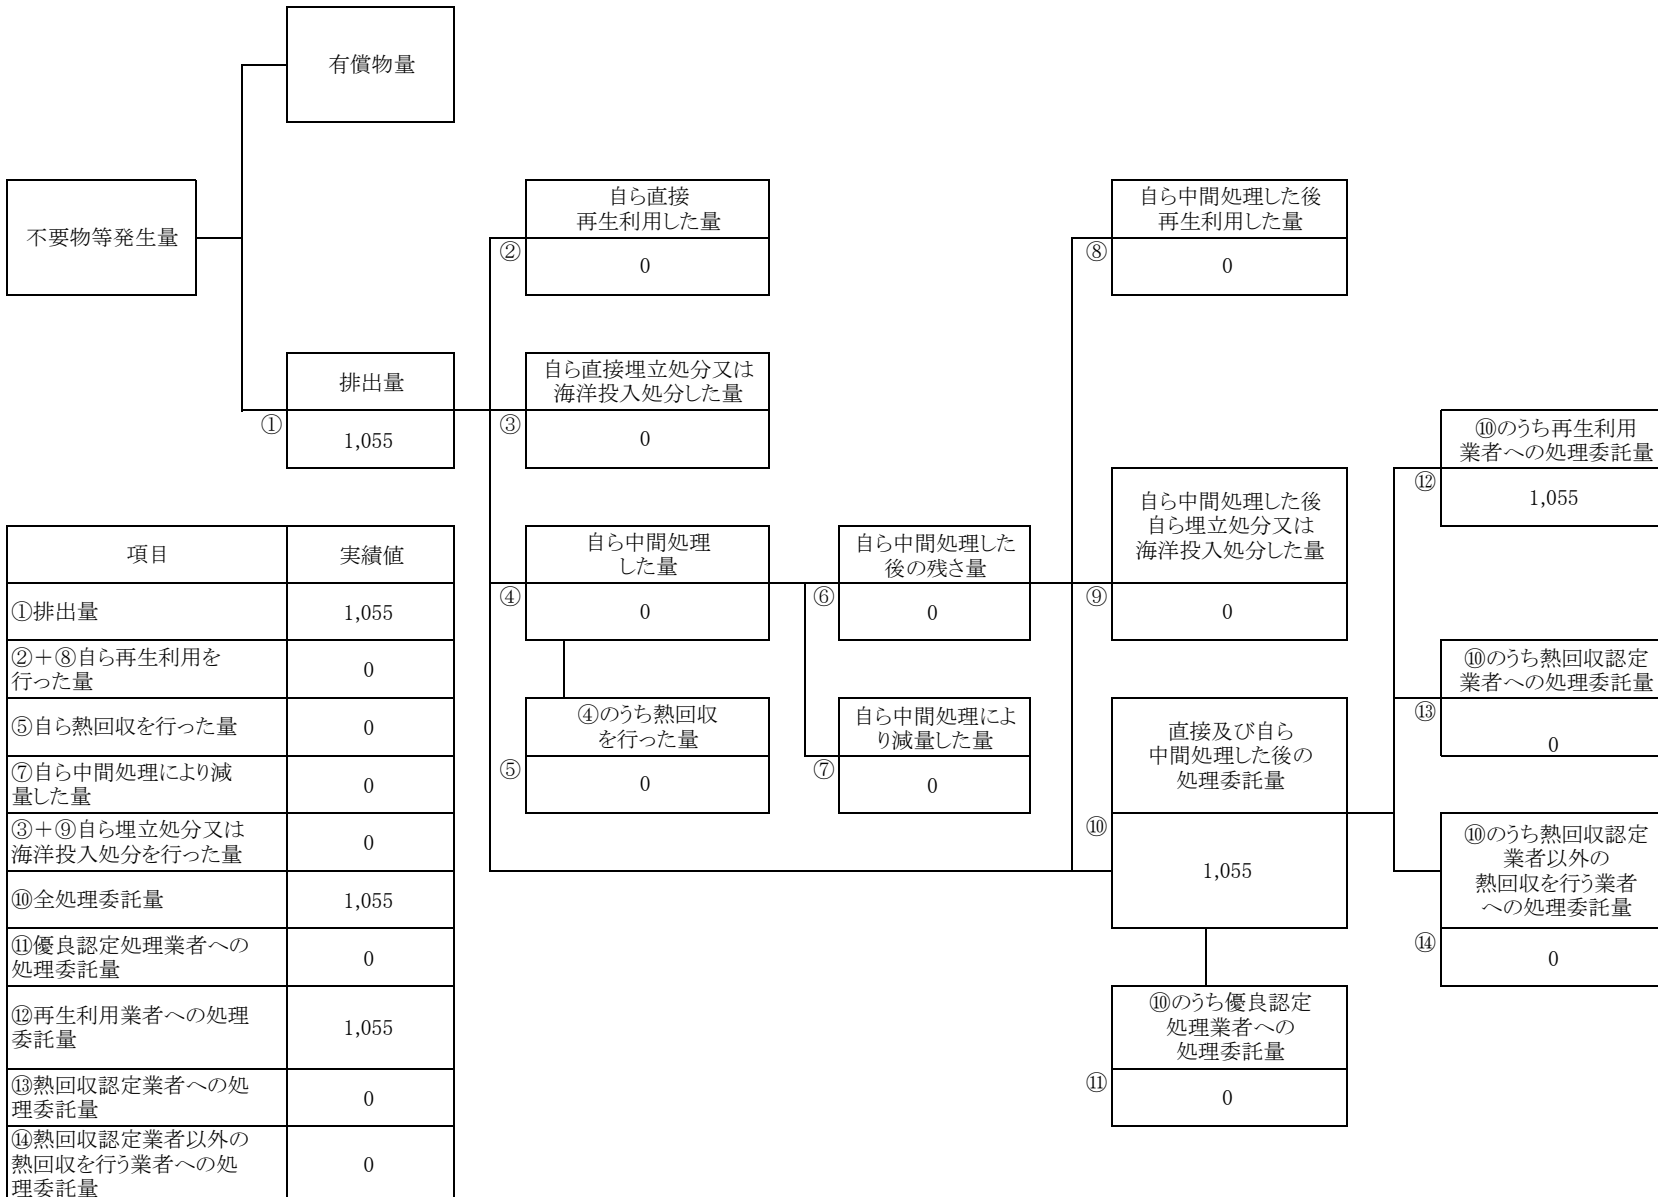 有償物量
不要物等発生量
自ら直接
再生利用した量
②
0
自ら中間処理した後
再生利用した量
⑧
0
排出量
①
1,055
自ら直接埋立処分又は
海洋投入処分した量
③
0
⑩のうち再生利用
業者への処理委託量
⑫
1,055
自ら中間処理した後
自ら埋立処分又は
海洋投入処分した量
⑨
0
自ら中間処理
した量
④
0
自ら中間処理した
後の残さ量
⑥
0
⑩のうち熱回収認定
業者への処理委託量
⑬
0
④のうち熱回収
を行った量
⑤
0
自ら中間処理によ
り減量した量
⑦
0
直接及び自ら
中間処理した後の
処理委託量
⑩
1,055
⑩のうち熱回収認定
業者以外の
熱回収を行う業者
への処理委託量
⑭
0
⑩のうち優良認定
処理業者への
処理委託量
⑪
0
項目 実績値
①排出量 1,055
②+⑧自ら再生利用を
行った量 0
⑤自ら熱回収を行った量 0
⑦自ら中間処理により減
量した量 0
③+⑨自ら埋立処分又は
海洋投入処分を行った量 0
⑩全処理委託量 1,055
⑪優良認定処理業者への
処理委託量 0
⑫再生利用業者への処理
委託量 1,055
⑬熱回収認定業者への処
理委託量 0
⑭熱回収認定業者以外の
熱回収を行う業者への処
理委託量 0